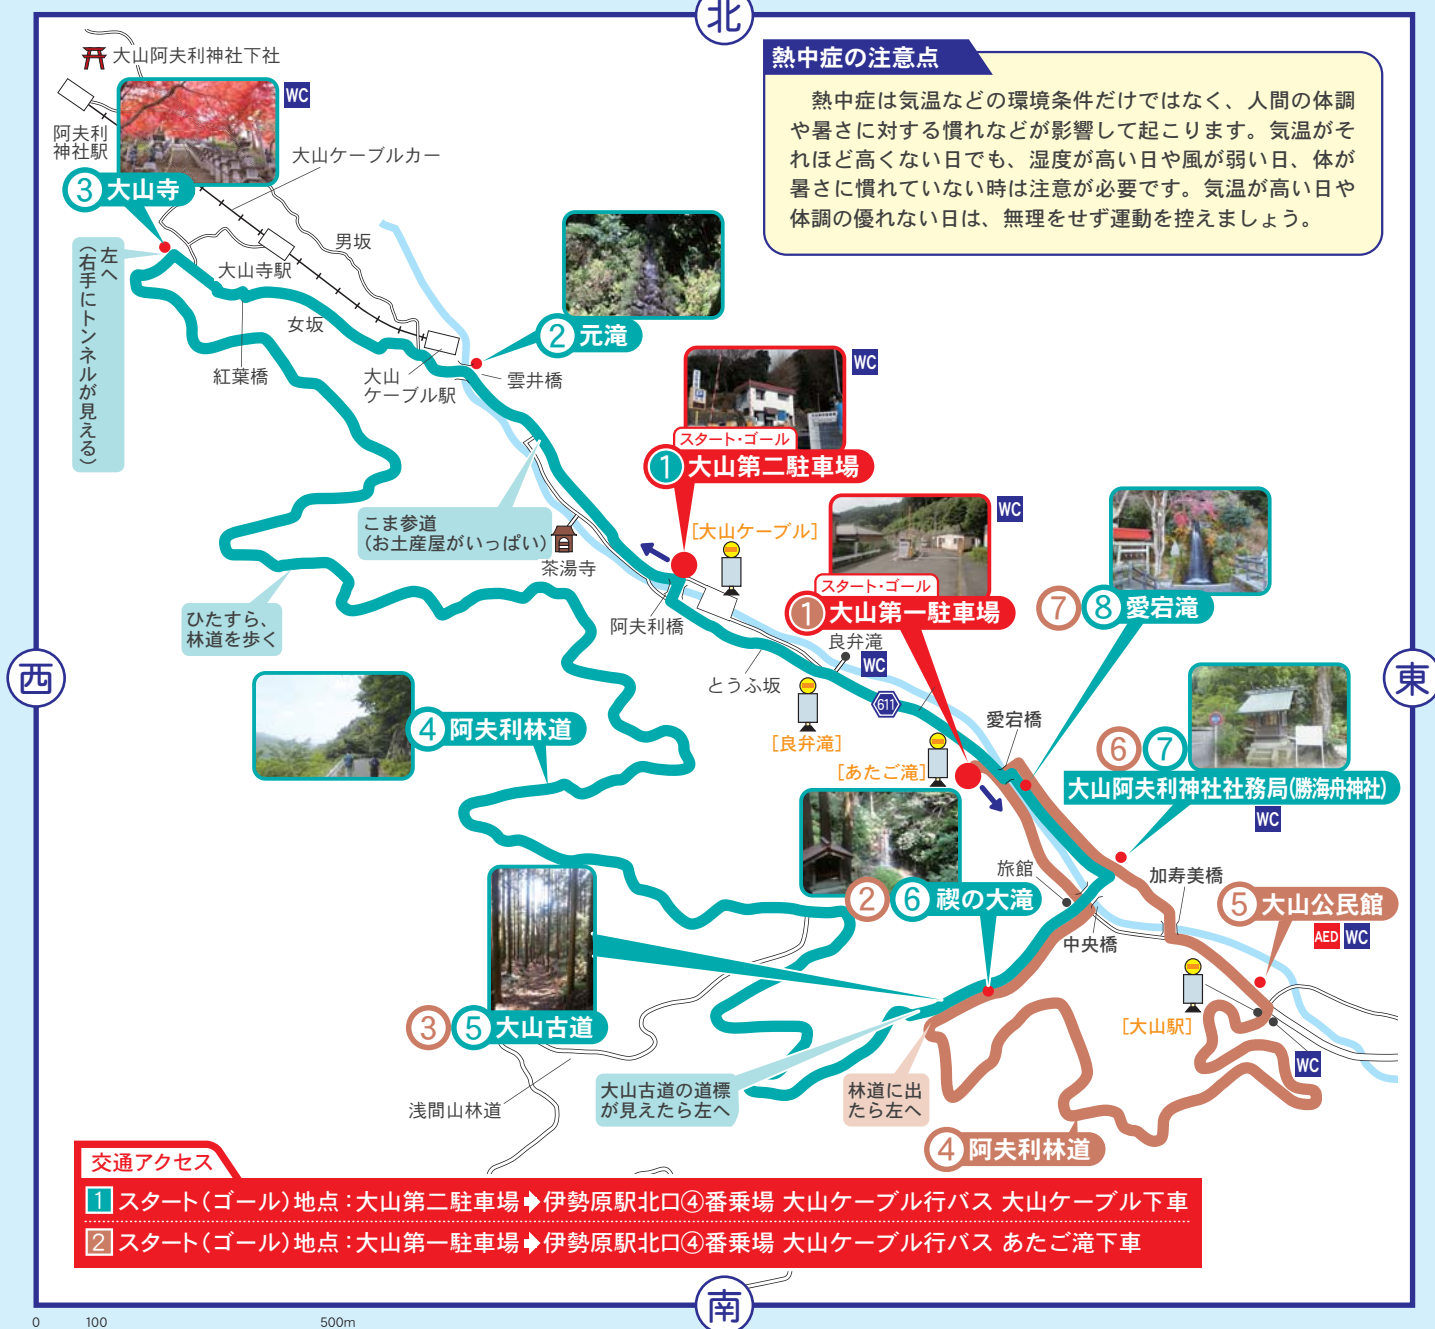 北
熱中症の注意点
熱中症は気温などの環境条件だけではなく、人間の体調
や暑さに対する慣れなどが影響して起こります。気温がそ
れほど高くない日でも、湿度が高い日や風が弱い日、体が
暑さに慣れていない時は注意が必要です。気温が高い日や
体調の優れない日は、無理をせず運動を控えましょう。
大山阿夫利神社下社
WC
阿夫利
神社駅
大山ケーブルカー
③ 大山寺
男坂
大山寺駅
左へ
(右手にトンネルが見える)
女坂
紅葉橋
大山
ケーブル駅
② 元滝
雲井橋
WC
スタート・ゴール
① 大山第二駐車場
こま参道
(お土産屋がいっぱい)
茶湯寺
[大山ケーブル]
WC
スタート・ゴール
① 大山第一駐車場
⑦ ⑧ 愛宕滝
ひたすら、
林道を歩く
阿夫利橋
良弁滝
WC
とうふ坂
611
[良弁滝]
西
東
愛宕橋
④ 阿夫利林道
[あたご滝]
⑥ ⑦
大山阿夫利神社社務局(勝海舟神社)
WC
旅館
加寿美橋
② ⑥ 禊の大滝
⑤ 大山公民館
AED WC
中央橋
③ ⑤ 大山古道
[大山駅]
WC
大山古道の道標
が見えたら左へ
林道に出
たら左へ
浅間山林道
④ 阿夫利林道
交通アクセス
1 スタート(ゴール)地点:大山第二駐車場➡伊勢原駅北口④番乗場 大山ケーブル行バス 大山ケーブル下車
2 スタート(ゴール)地点:大山第一駐車場➡伊勢原駅北口④番乗場 大山ケーブル行バス あたご滝下車
南
0 100 500m